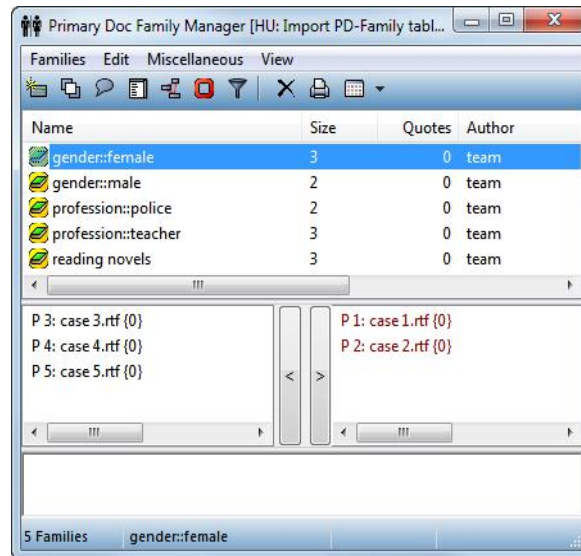 Primary Doc Family Manager [HU: Import PD-Family tabl...
Families Edit Miscellaneous View
Name Size Quotes Author
gender::female 3 0 team
gender::male 2 0 team
profession::police 2 0 team
profession::teacher 3 0 team
reading novels 3 0 team
P 3: case 3.rtf {0}
P 4: case 4.rtf {0}
P 5: case 5.rtf {0}
< >
P 1: case 1.rtf {0}
P 2: case 2.rtf {0}
5 Families gender::female